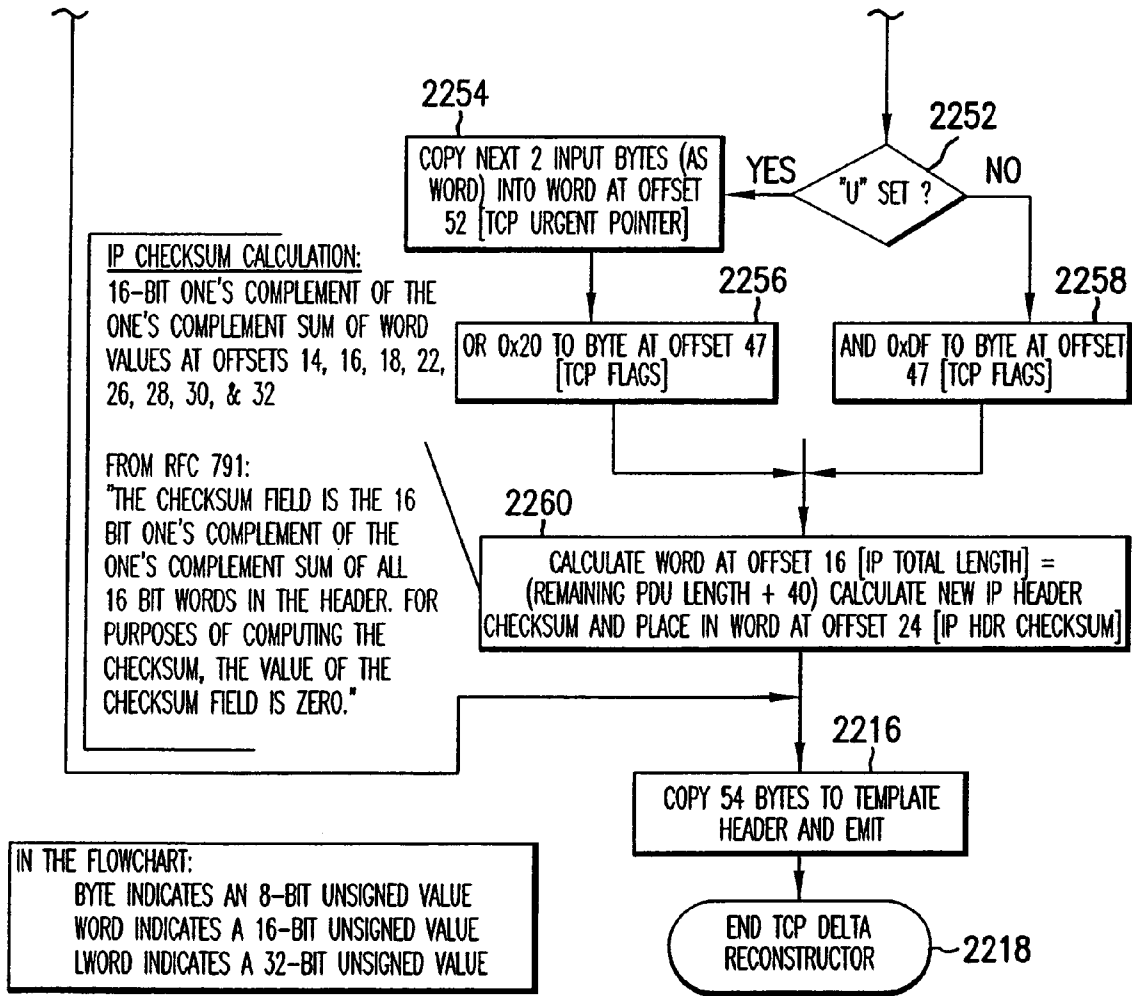 2254
COPY NEXT 2 INPUT BYTES (AS
WORD) INTO WORD AT OFFSET
52 [TCP URGENT POINTER]
YES
2252
"U" SET ?
NO
IP CHECKSUM CALCULATION:
16-BIT ONE'S COMPLEMENT OF THE
ONE'S COMPLEMENT SUM OF WORD
VALUES AT OFFSETS 14, 16, 18, 22,
26, 28, 30, & 32
FROM RFC 791:
"THE CHECKSUM FIELD IS THE 16
BIT ONE'S COMPLEMENT OF THE
ONE'S COMPLEMENT SUM OF ALL
16 BIT WORDS IN THE HEADER. FOR
PURPOSES OF COMPUTING THE
CHECKSUM, THE VALUE OF THE
CHECKSUM FIELD IS ZERO."
2256
OR 0x20 TO BYTE AT OFFSET 47
[TCP FLAGS]
2258
AND 0xDF TO BYTE AT OFFSET
47 [TCP FLAGS]
2260
CALCULATE WORD AT OFFSET 16 [IP TOTAL LENGTH] =
(REMAINING PDU LENGTH + 40) CALCULATE NEW IP HEADER
CHECKSUM AND PLACE IN WORD AT OFFSET 24 [IP HDR CHECKSUM]
2216
COPY 54 BYTES TO TEMPLATE
HEADER AND EMIT
END TCP DELTA
RECONSTRUCTOR
2218
IN THE FLOWCHART:
BYTE INDICATES AN 8-BIT UNSIGNED VALUE
WORD INDICATES A 16-BIT UNSIGNED VALUE
LWORD INDICATES A 32-BIT UNSIGNED VALUE